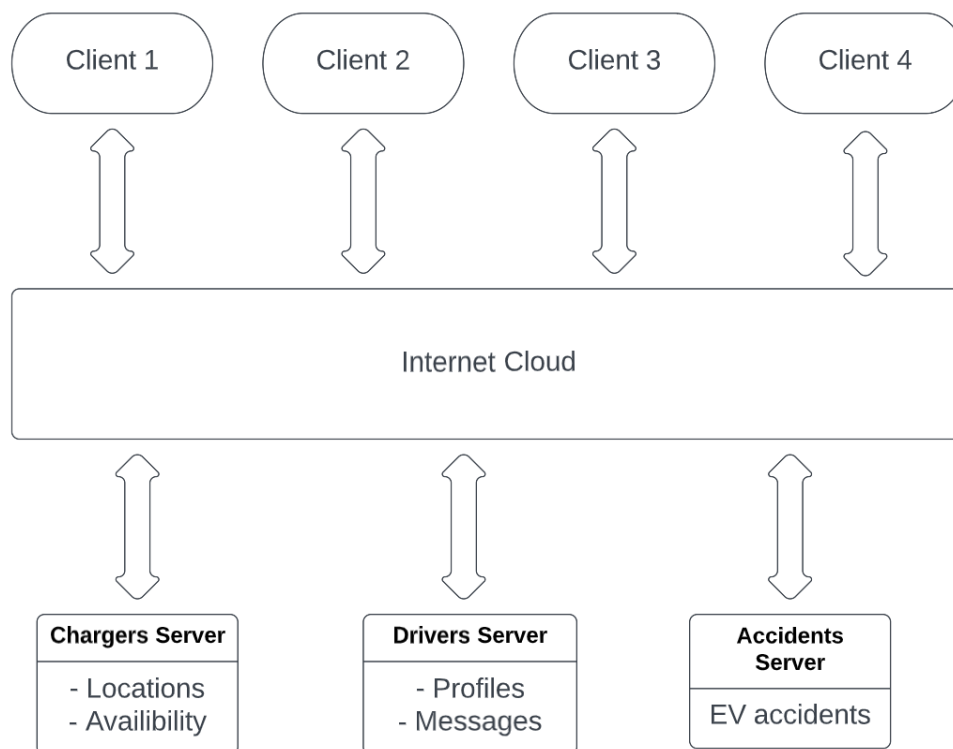 Client 1
Client 2
Client 3
Client 4
Internet Cloud
Chargers Server
- Locations
- Availibility
Drivers Server
- Profiles
- Messages
Accidents
Server
EV accidents